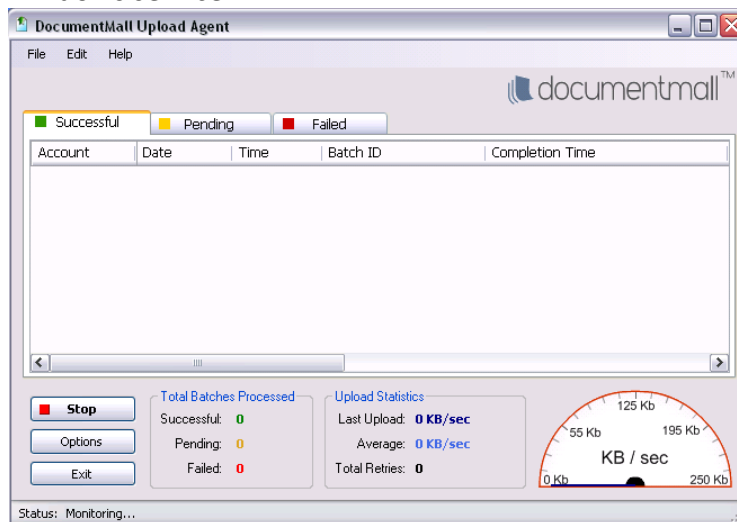 DocumentMall Upload Agent
File Edit Help
documentmall™
Successful Pending Failed
Account Date Time Batch ID Completion Time
Stop
Options
Exit
Total Batches Processed
Successful: 0
Pending: 0
Failed: 0
Upload Statistics
Last Upload: 0 KB/sec
Average: 0 KB/sec
Total Retries: 0
125 Kb
55 Kb 195 Kb
KB / sec
0 Kb 250 Kb
Status: Monitoring...